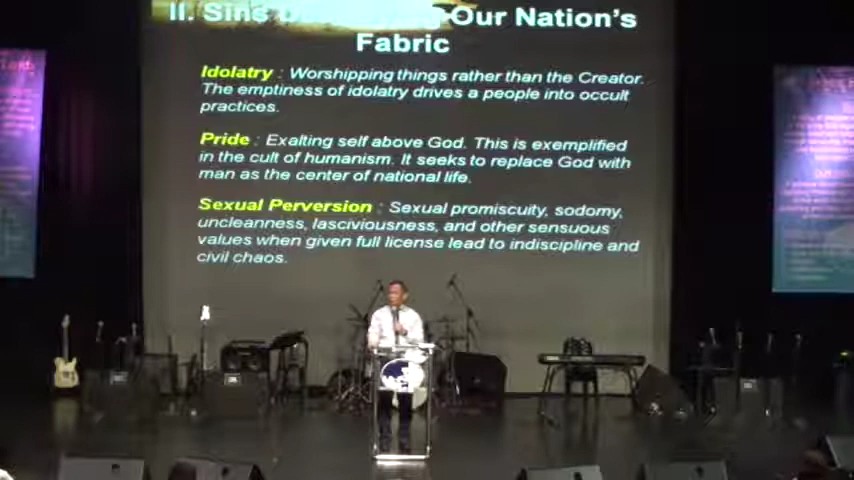 II. Sins Our Nation's
Fabric
Idolatry : Worshipping things rather than the Creator.
The emptiness of idolatry drives a people into occult
practices.
Pride : Exalting self above God. This is exemplified
in the cult of humanism. It seeks to replace God with
man as the center of national life.
Sexual Perversion : Sexual promiscuity, sodomy,
uncleanness, lasciviousness, and other sensuous
values when given full license lead to indiscipline and
civil chaos.